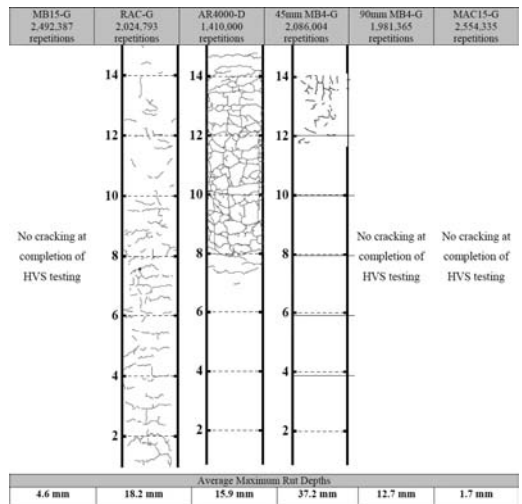 MB15-G RAC-G AR4000-D 45mm MB4-G 90mm MB4-G MAC15-G
2,492,387 2,024,793 1,410,000 2,086,004 1,981,365 2,554,335
repetitions repetitions repetitions repetitions repetitions repetitions
14 14 14
12 12 12
10 10 10
No cracking at completion of HVS testing
8 8 8
No cracking at completion of HVS testing
No cracking at completion of HVS testing
6 6 6
4 4 4
2 2 2
Average Maximum Rut Depths
4.6 mm 18.2 mm 15.9 mm 37.2 mm 12.7 mm 1.7 mm